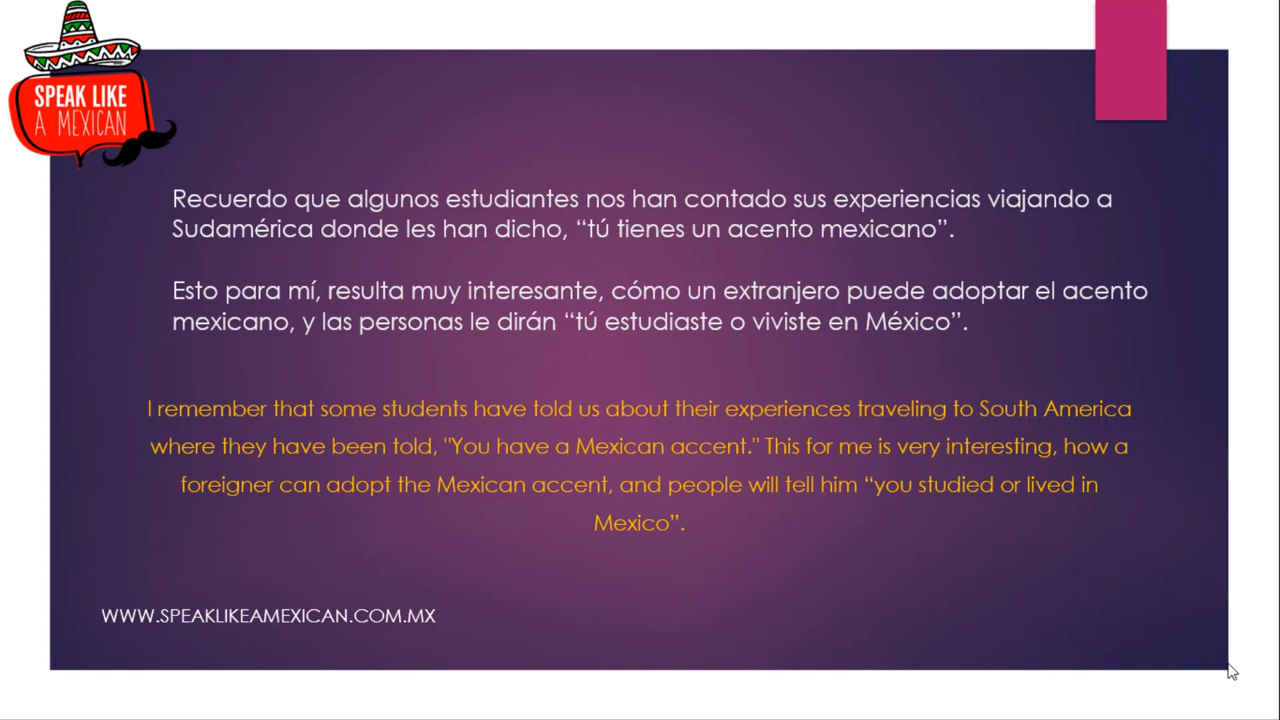 SPEAK LIKE
A MEXICAN
Recuerdo que algunos estudiantes nos han contado sus experiencias viajando a
Sudamérica donde les han dicho, “tú tienes un acento mexicano”.
Esto para mí, resulta muy interesante, cómo un extranjero puede adoptar el acento
mexicano, y las personas le dirán “tú estudiaste o viviste en México”.
I remember that some students have told us about their experiences traveling to South America
where they have been told, "You have a Mexican accent." This for me is very interesting, how a
foreigner can adopt the Mexican accent, and people will tell him “you studied or lived in
Mexico”.
WWW.SPEAKLIKEAMEXICAN.COM.MX